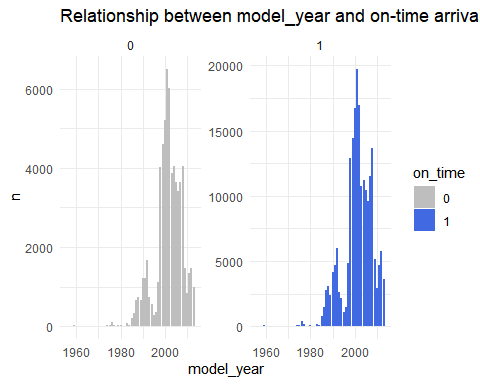 Relationship between model_year and on-time arriva
0 1
20000
6000
15000
4000
10000
2000
5000
0 0
1960 1980 2000 1960 1980 2000
n
model_year
on_time
0
1